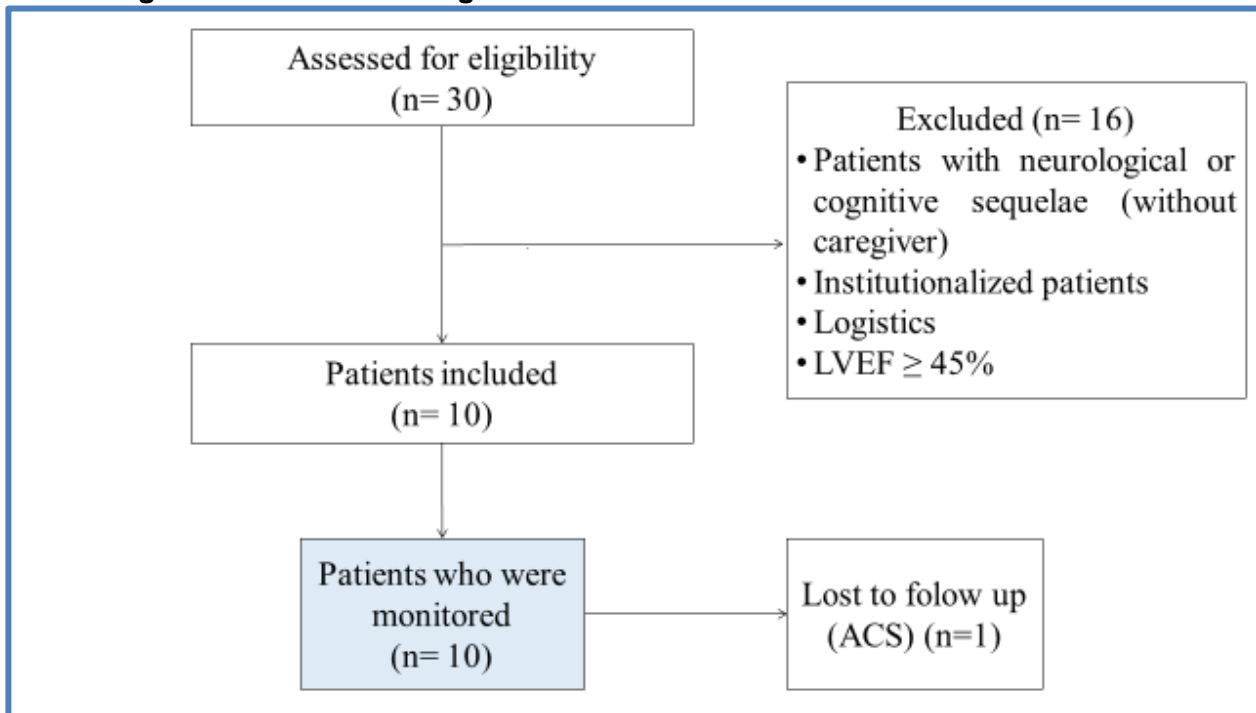 Assessed for eligibility
(n= 30)
Excluded (n= 16)
• Patients with neurological or
cognitive sequelae (without
caregiver)
• Institutionalized patients
• Logistics
• LVEF ≥ 45%
Patients included
(n= 10)
Patients who were
monitored
(n= 10)
Lost to folow up
(ACS) (n=1)